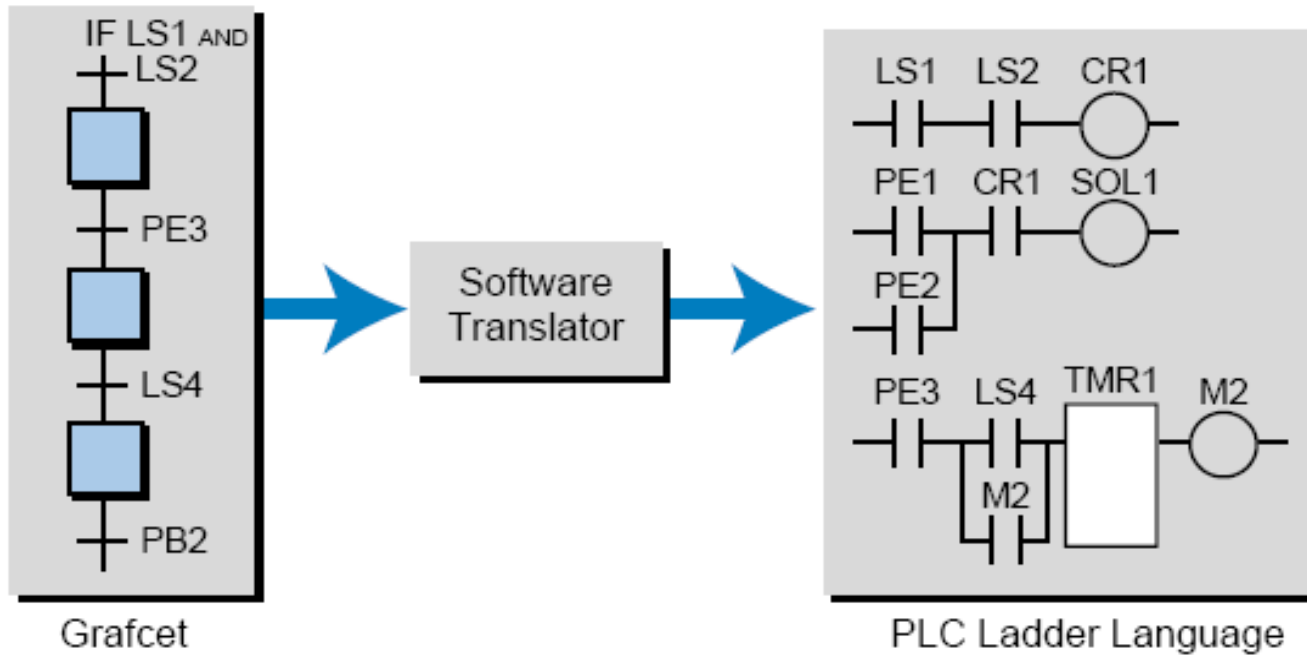 IF LS1 AND
LS2
PE3
LS4
PB2
Grafcet
Software
Translator
LS1 LS2 CR1
PE1 CR1 SOL1
PE2
PE3 LS4 TMR1 M2
M2
PLC Ladder Language